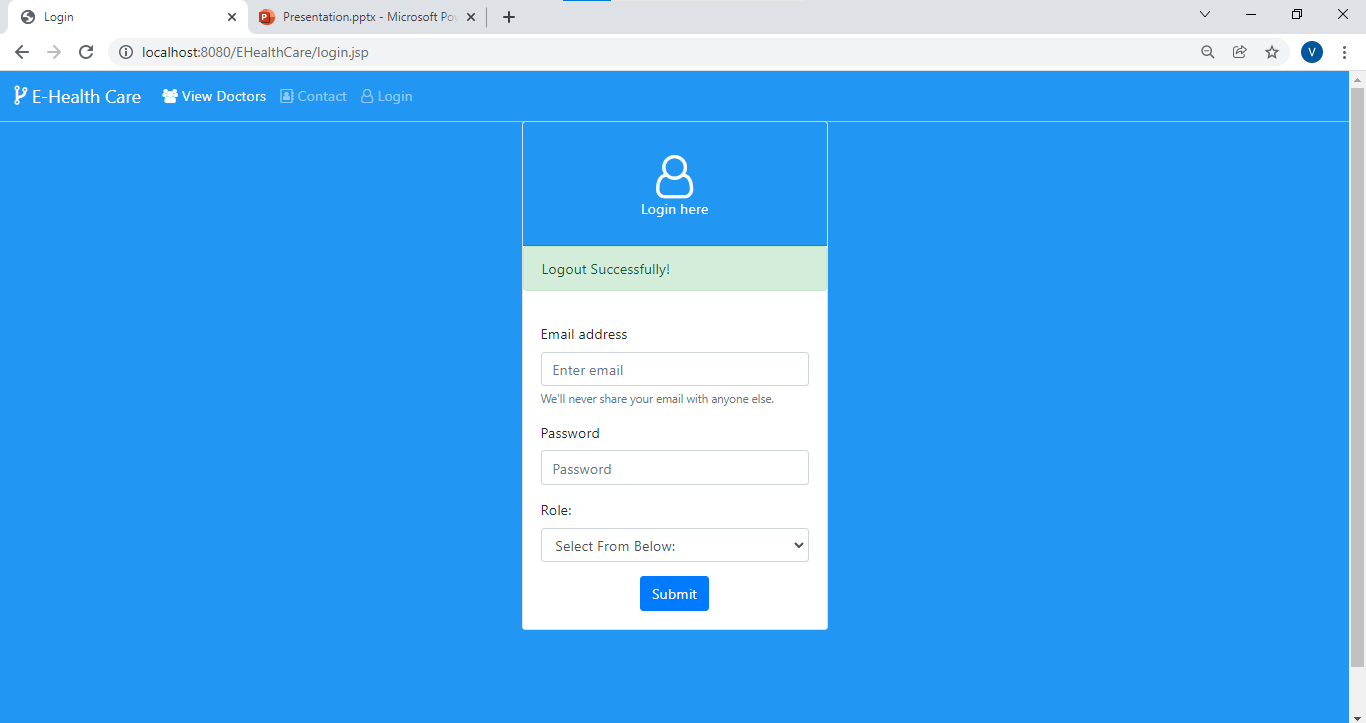 Login
Presentation.pptx - Microsoft Po
localhost:8080/EHealthCare/login.jsp
V
E-Health Care View Doctors Contact Login
Login here
Logout Successfully!
Email address
Enter email
We'll never share your email with anyone else.
Password
Password
Role:
Select From Below:
Submit